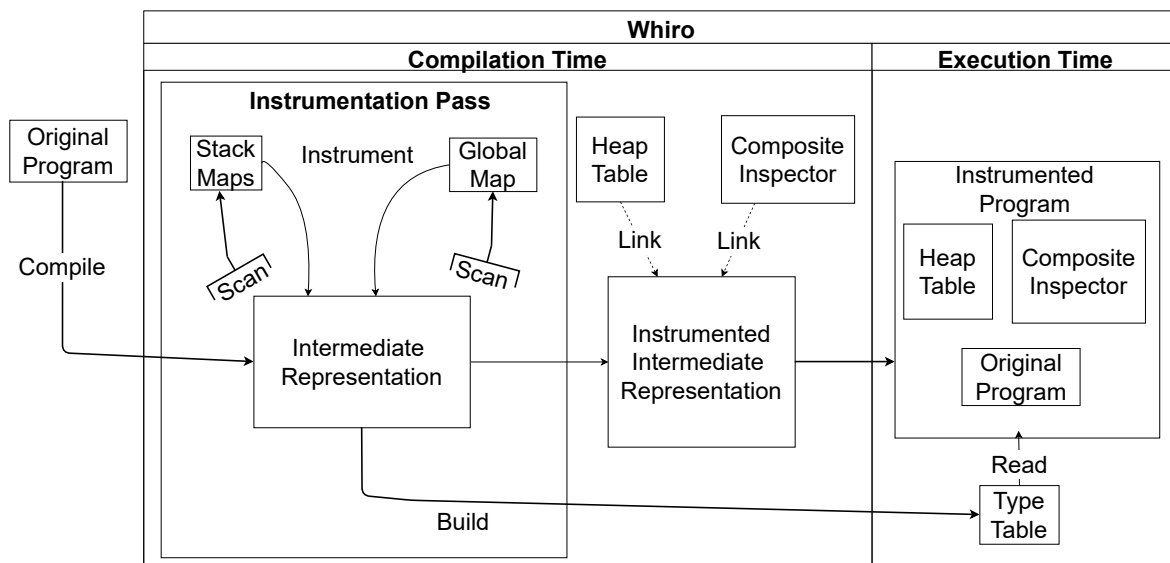 Whiro
Compilation Time
Execution Time
Instrumentation Pass
Original
Program
Stack
Maps
Instrument
Global
Map
Heap
Table
Composite
Inspector
Instrumented
Program
Compile
Scan
Scan
Link
Link
Heap
Table
Composite
Inspector
Intermediate
Representation
Instrumented
Intermediate
Representation
Original
Program
Read
Build
Type
Table